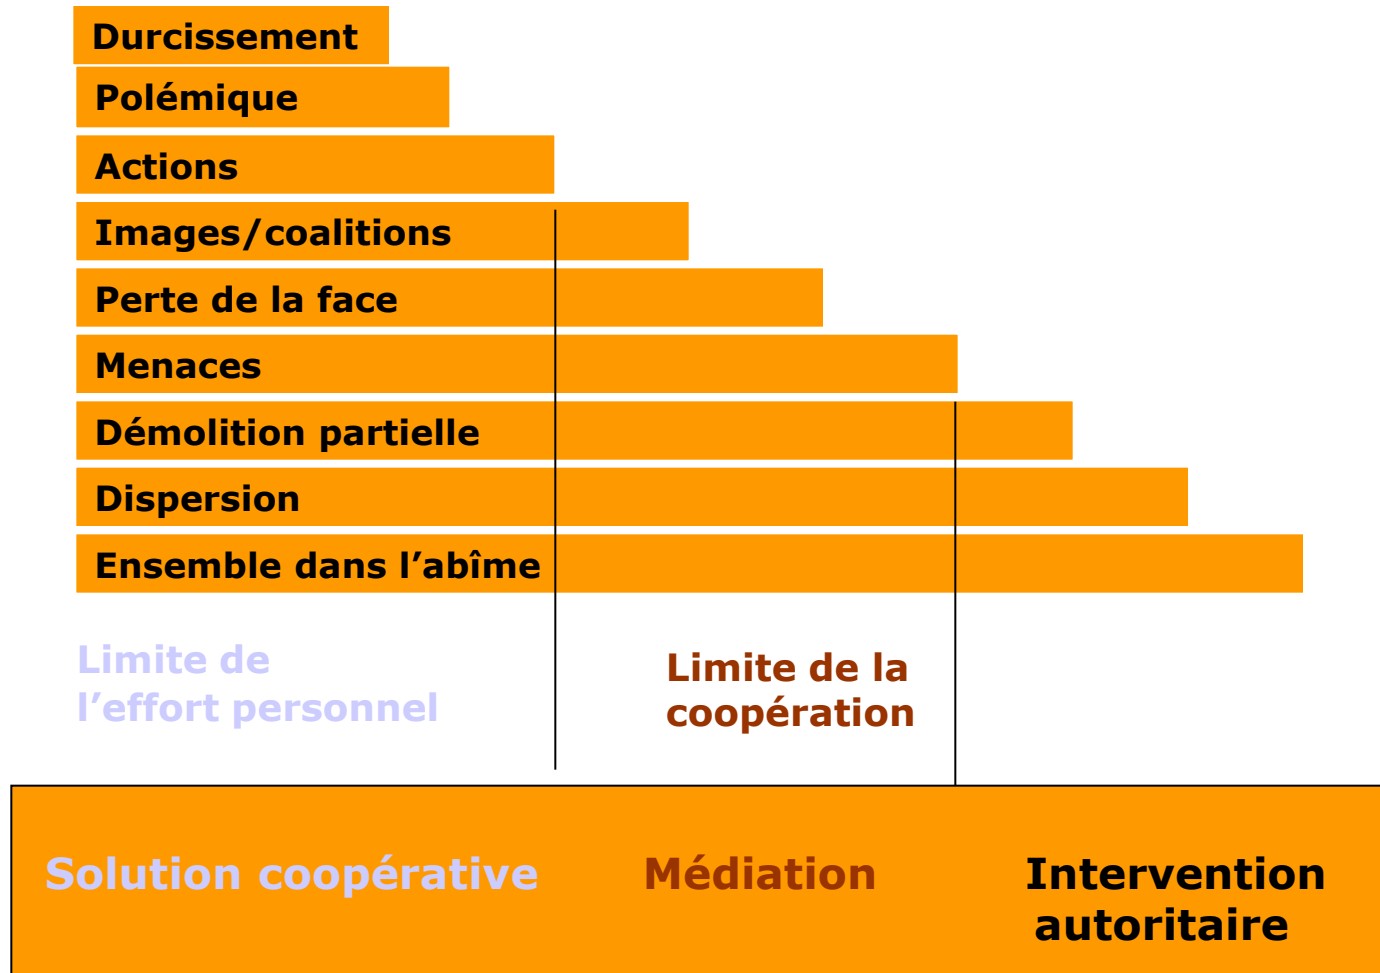 Durcissement
Polémique
Actions
Images/coalitions
Perte de la face
Menaces
Démolition partielle
Dispersion
Ensemble dans l’abîme
Limite de
l’effort personnel
Limite de la
coopération
Solution coopérative
Médiation
Intervention
autoritaire